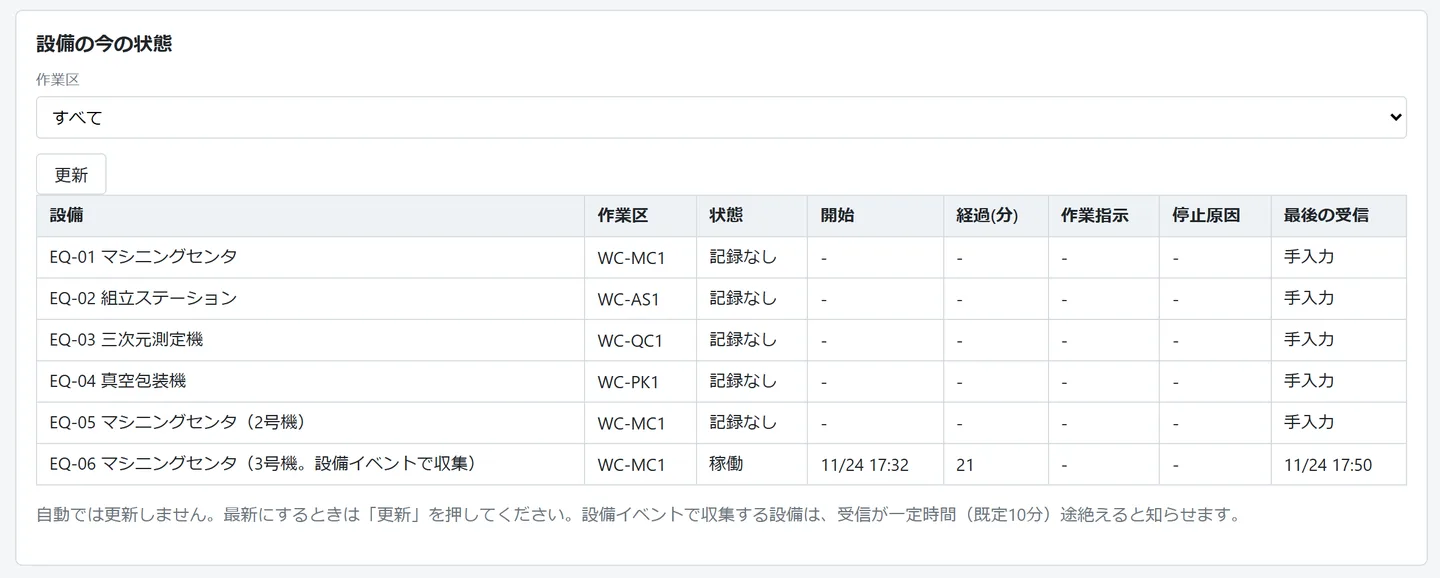 設備の今の状態
作業区
すべて
更新
設備 作業区 状態 開始 経過(分) 作業指示 停止原因 最後の受信
EQ-01 マシニングセンタ WC-MC1 記録なし - - - - 手入力
EQ-02 組立ステーション WC-AS1 記録なし - - - - 手入力
EQ-03 三次元測定機 WC-QC1 記録なし - - - - 手入力
EQ-04 真空包装機 WC-PK1 記録なし - - - - 手入力
EQ-05 マシニングセンタ（2号機） WC-MC1 記録なし - - - - 手入力
EQ-06 マシニングセンタ（3号機。設備イベントで収集） WC-MC1 稼働 11/24 17:32 21 - - 11/24 17:50
自動では更新しません。最新にするときは「更新」を押してください。設備イベントで収集する設備は、受信が一定時間（既定10分）途絶えると知らせます。